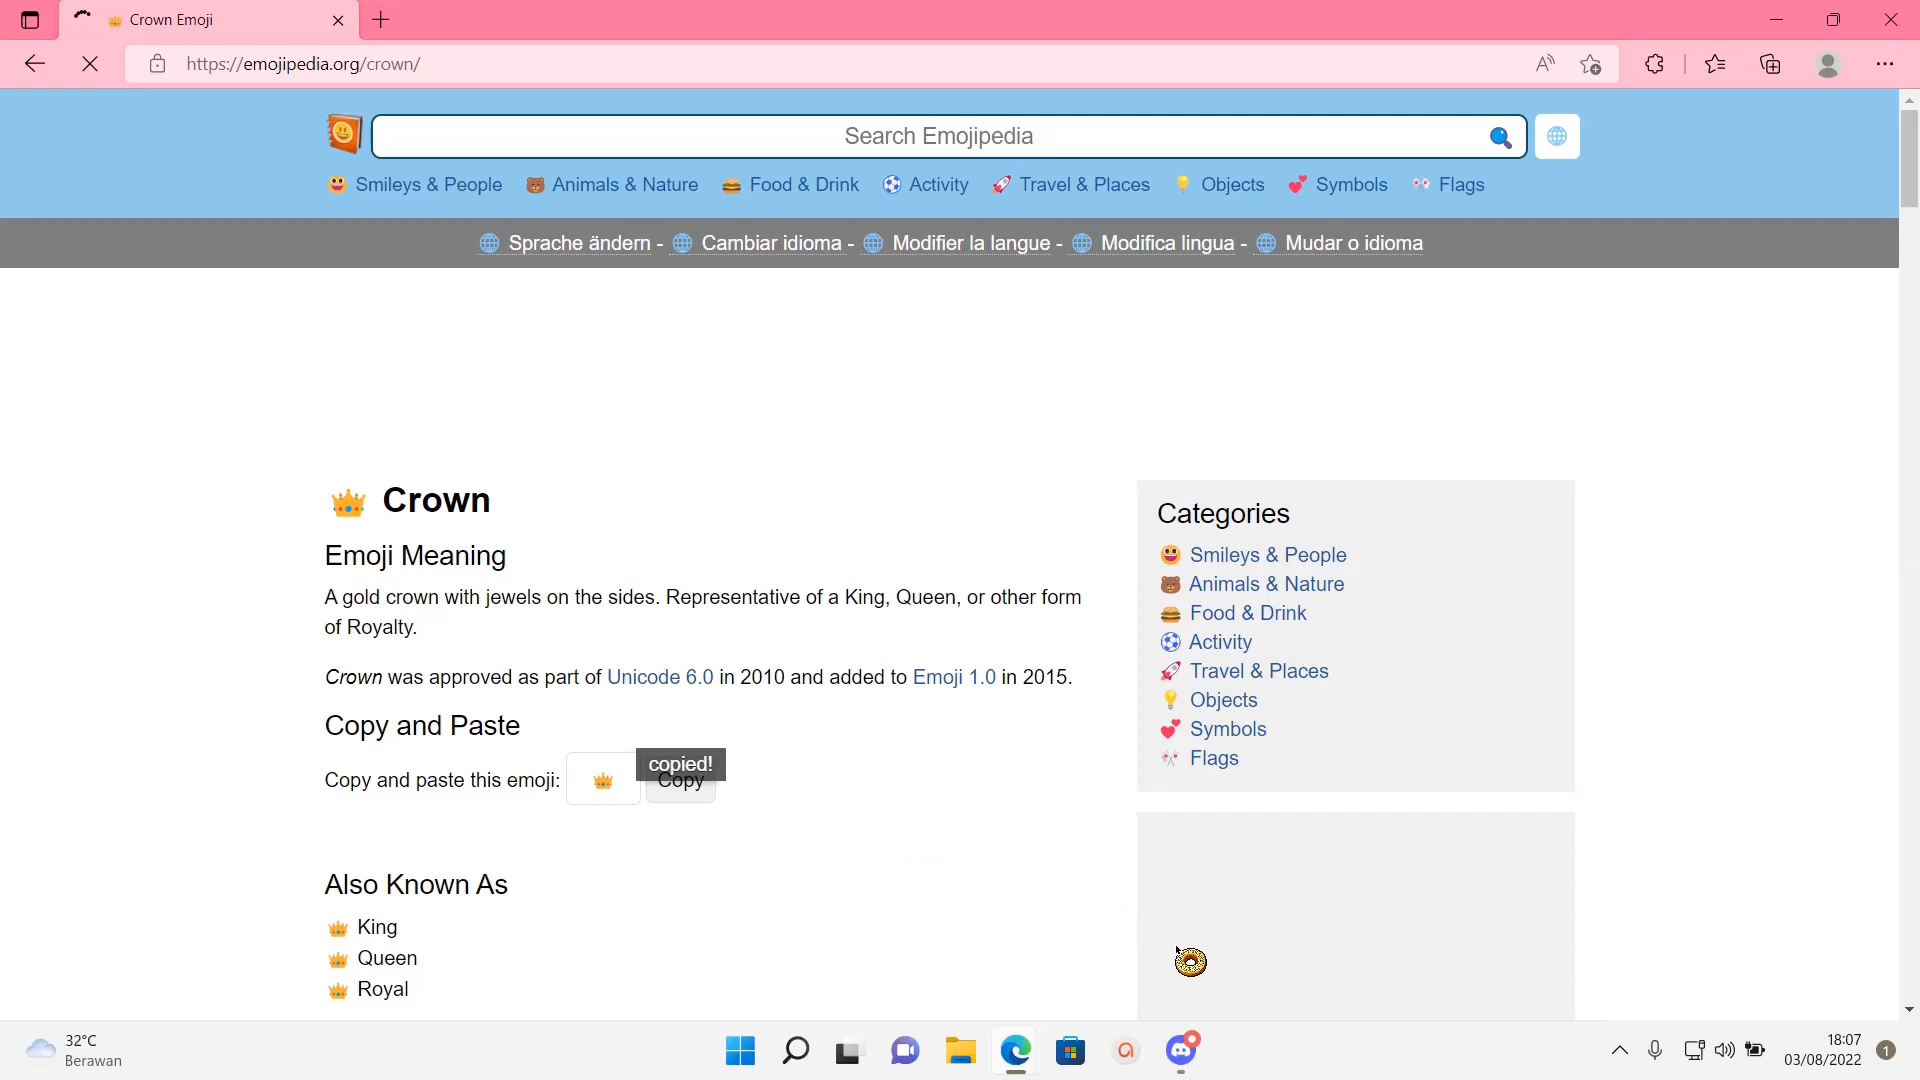 Crown Emoji
https://emojipedia.org/crown/
Search Emojipedia
Smileys & People Animals & Nature Food & Drink Activity Travel & Places Objects Symbols Flags
Sprache ändern - Cambiar idioma - Modifier la langue - Modifica lingua - Mudar o idioma
Crown
Emoji Meaning
A gold crown with jewels on the sides. Representative of a King, Queen, or other form
of Royalty.
Crown was approved as part of Unicode 6.0 in 2010 and added to Emoji 1.0 in 2015.
Copy and Paste
copied!
Copy and paste this emoji: Copy
Also Known As
King
Queen
Royal
Categories
Smileys & People
Animals & Nature
Food & Drink
Activity
Travel & Places
Objects
Symbols
Flags
32°C
Berawan
18:07
03/08/2022
1